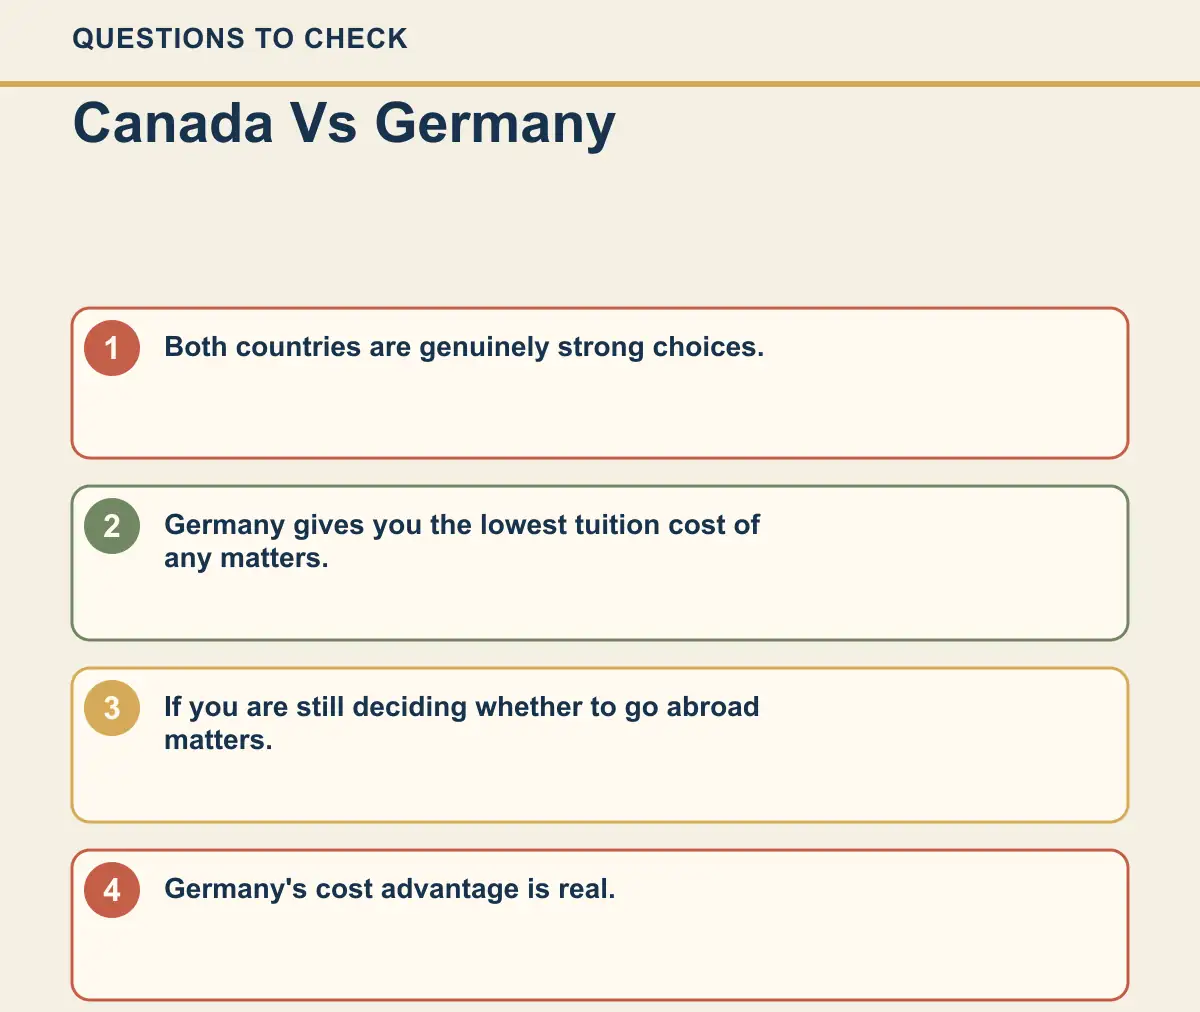 QUESTIONS TO CHECK
Canada Vs Germany
1
Both countries are genuinely strong choices.
2
Germany gives you the lowest tuition cost of
any matters.
3
If you are still deciding whether to go abroad
matters.
4
Germany's cost advantage is real.